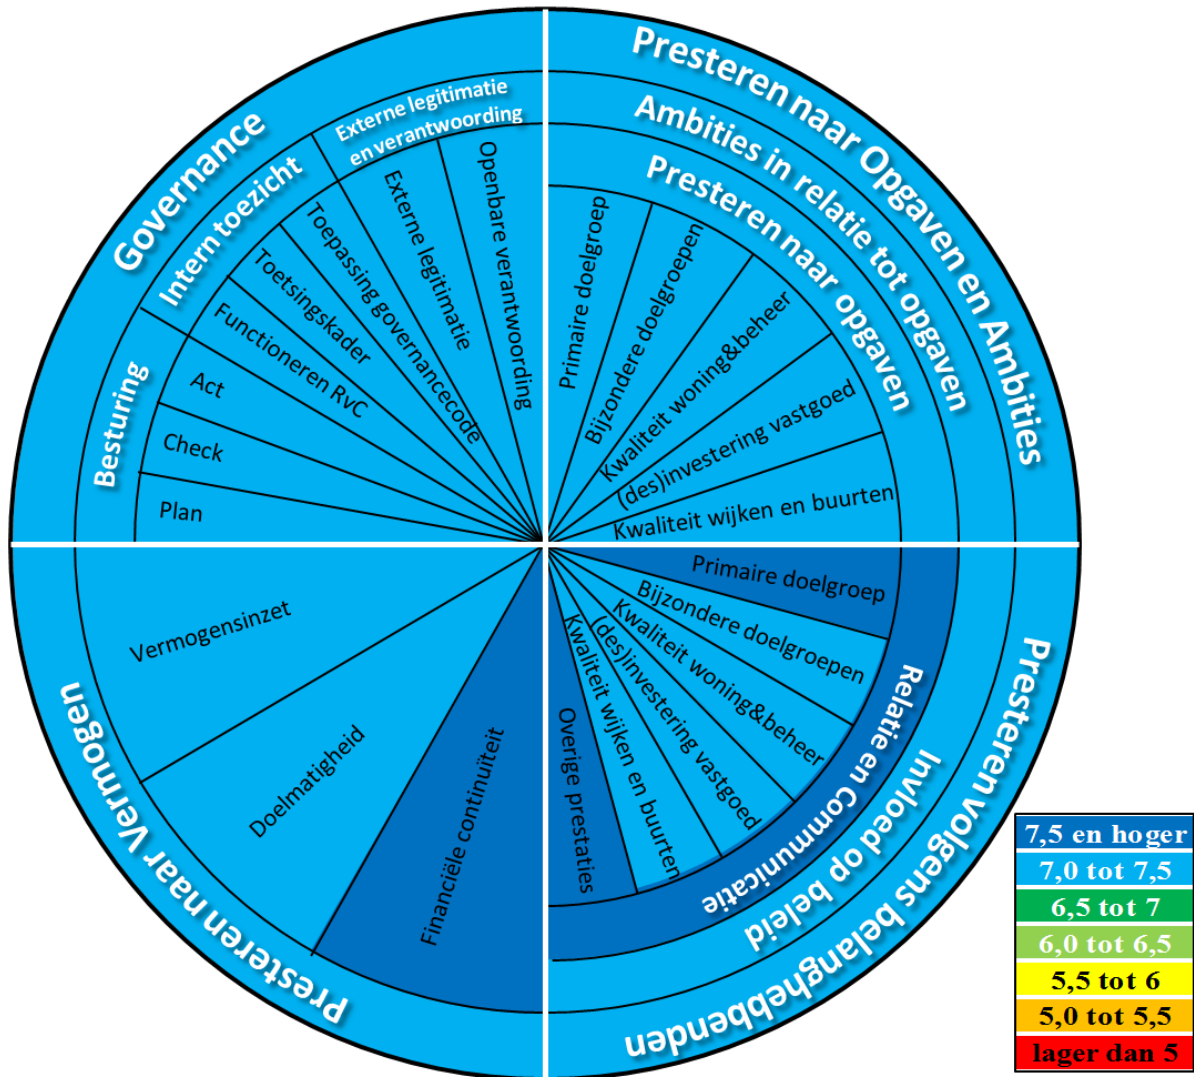 Governance
Intern toezicht
Externe legitimatie
en verantwoording
Besturing
Plan
Check
Act
Functioneren RvC
Toetsingskader
Toepassing governancecode
Externe legitimatie
Openbare verantwoording
Presteren naar Opgaven en Ambities
Ambities in relatie tot opgaven
Presteren naar opgaven
Primaire doelgroep
Bijzondere doelgroepen
Kwaliteit woning&beheer
(des)investering vastgoed
Kwaliteit wijken en buurten
Presteren volgens belanghebbenden
Invloed op beleid
Relatie en Communicatie
Primaire doelgroep
Bijzondere doelgroepen
Kwaliteit woning&beheer
(des)investering vastgoed
Kwaliteit wijken en buurten
Overige prestaties
Presteren naar Vermogen
Financiële continuïteit
Doelmatigheid
Vermogensinzet
7,5 en hoger
7,0 tot 7,5
6,5 tot 7
6,0 tot 6,5
5,5 tot 6
5,0 tot 5,5
lager dan 5